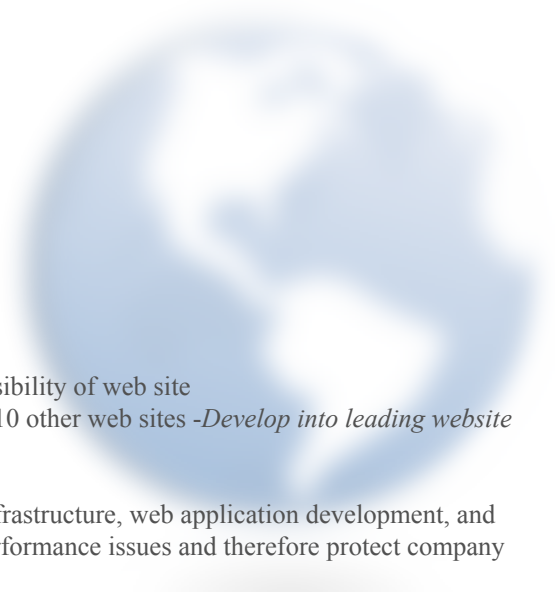 sibility of web site
10 other web sites -Develop into leading website
frastructure, web application development, and
rformance issues and therefore protect company